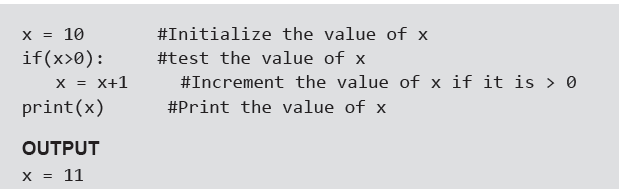 x = 10 #Initialize the value of x
if(x>0): #test the value of x
x = x+1 #Increment the value of x if it is > 0
print(x) #Print the value of x
OUTPUT
x = 11